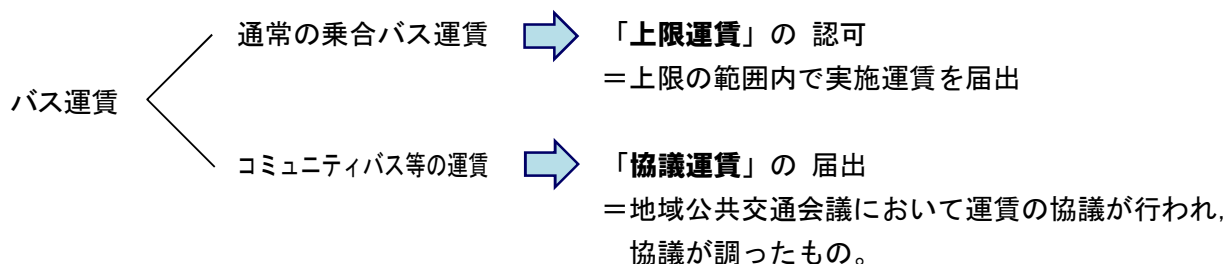 通常の乗合バス運賃
「上限運賃」の 認可
＝上限の範囲内で実施運賃を届出
バス運賃
コミュニティバス等の運賃
「協議運賃」の 届出
＝地域公共交通会議において運賃の協議が行われ，
協議が調ったもの。